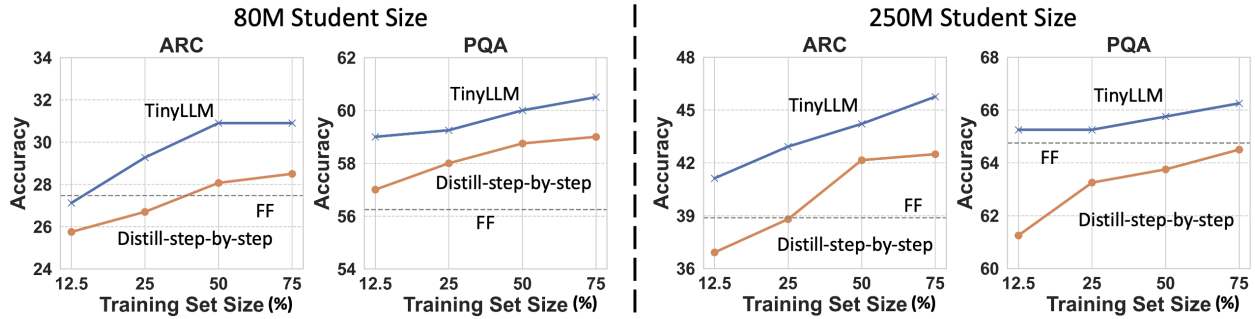 80M Student Size
250M Student Size
ARC
Accuracy
34
32
30
28
26
24
TinyLLM
FF
Distill-step-by-step
12.5 25 50 75
Training Set Size (%)
PQA
Accuracy
62
60
58
56
54
TinyLLM
Distill-step-by-step
FF
12.5 25 50 75
Training Set Size (%)
ARC
Accuracy
48
45
42
39
36
TinyLLM
FF
Distill-step-by-step
12.5 25 50 75
Training Set Size (%)
PQA
Accuracy
68
66
64
62
60
TinyLLM
FF
Distill-step-by-step
12.5 25 50 75
Training Set Size (%)